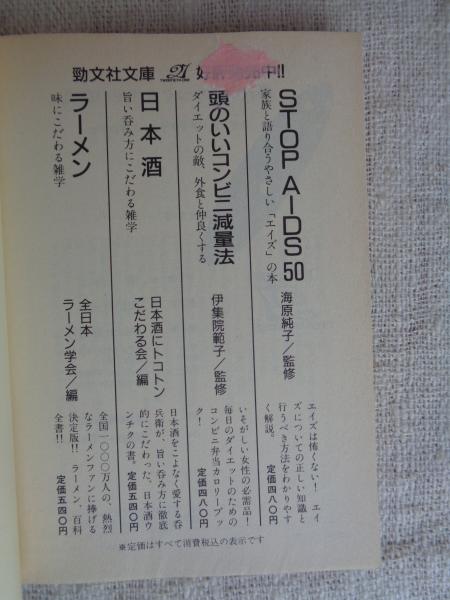 勁文社文庫21 好評発売中!!
STOP AIDS 50
家族と語り合うやさしい「エイズ」の本
海原純子/監修
エイズは怖くない! エイ
ズについての正しい知識と
行うべき方法をわかりやす
く解説。
定価四八〇円
頭のいいコンビニ減量法
ダイエットの敵、外食と仲良くする
伊集院範子/監修
いそがしい女性の必需品!
毎日のダイエットのための
コンビニ弁当カロリーブッ
ク!
定価四八〇円
日本酒
旨い呑み方にこだわる雑学
日本酒にトコトン
こだわる会/編
日本酒をこよなく愛する呑
兵衛が、旨い呑み方に徹底
的にこだわった、日本酒ウ
ンチクの書。
定価五四〇円
ラーメン
味にこだわる雑学
全日本
ラーメン学会/編
全国一〇〇〇万人の、熱烈
なラーメンファンに捧げる
決定版!! ラーメン、百科
全書!!
定価五四〇円
※定価はすべて消費税込の表示です